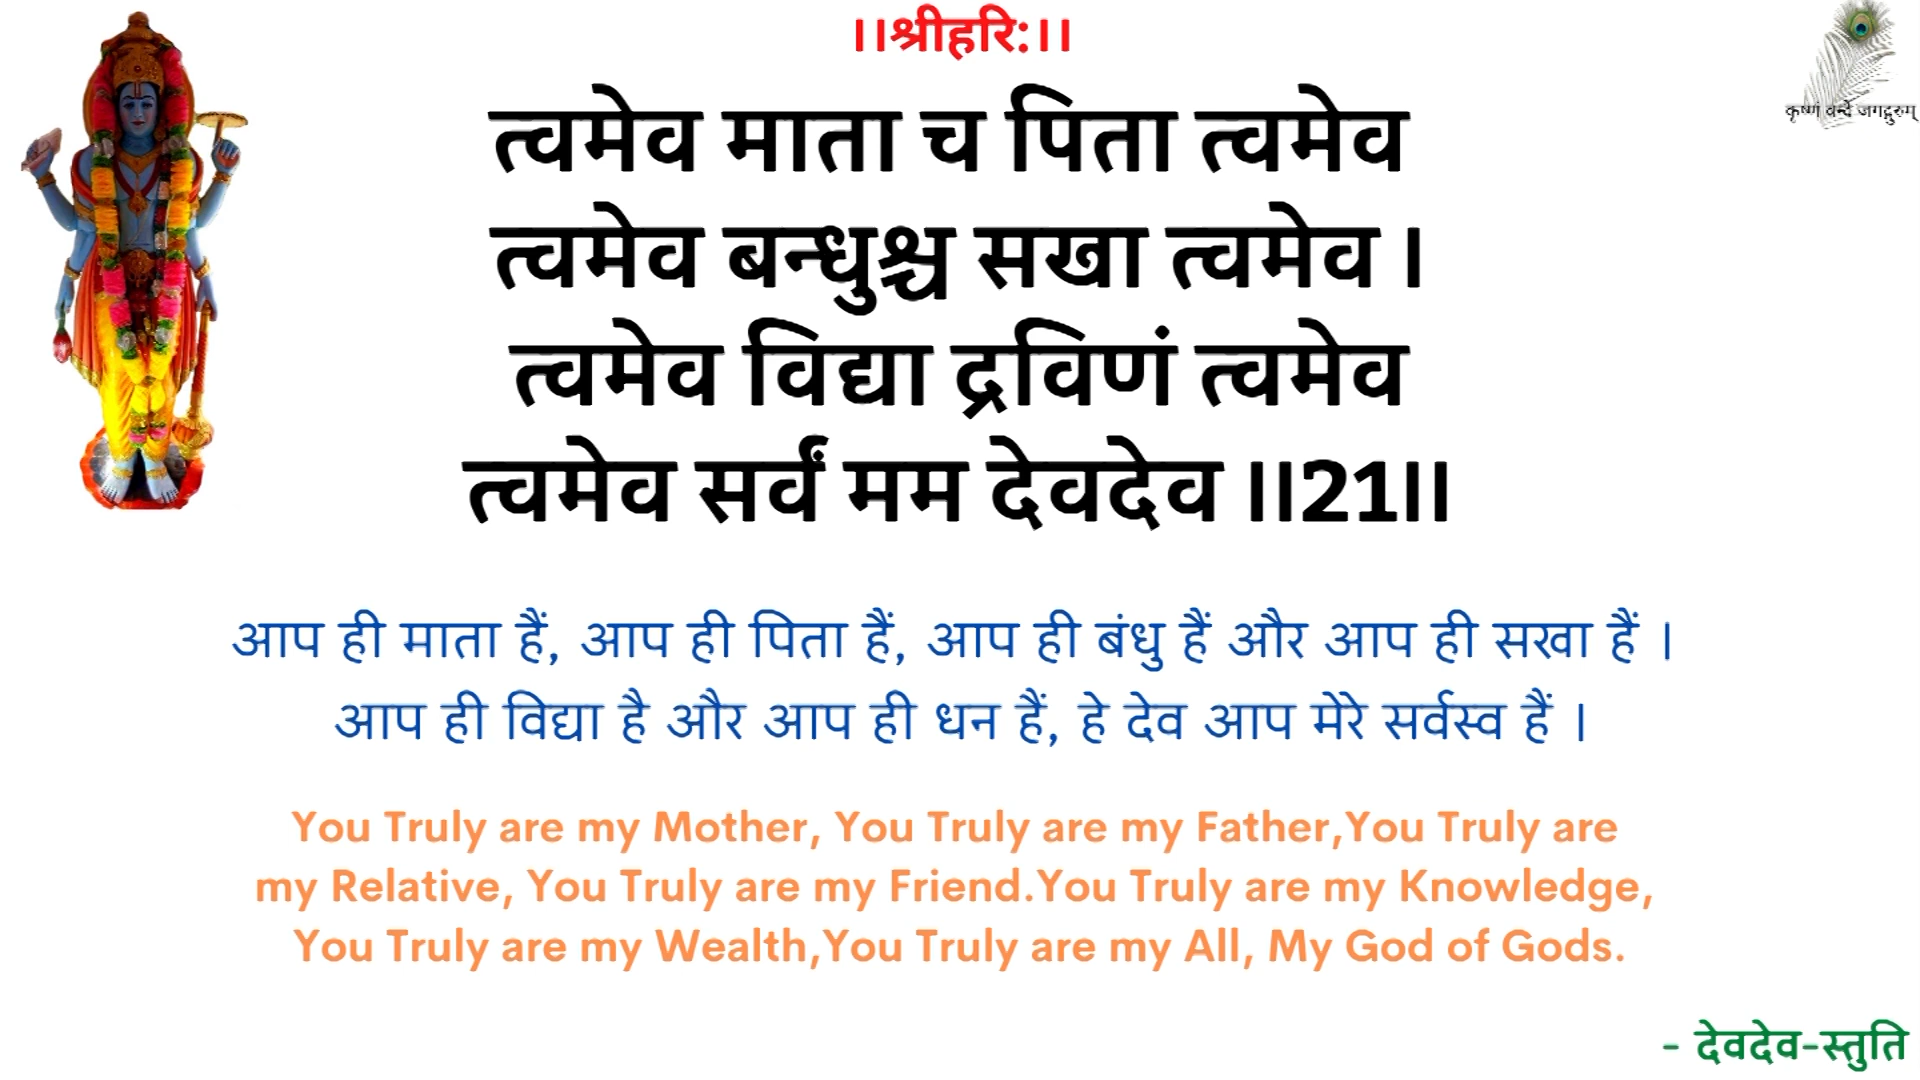 ।।श्रीहरि:।।
कृष्णं वन्दे जगद्गुरुम्
त्वमेव माता च पिता त्वमेव
त्वमेव बन्धुश्च सखा त्वमेव ।
त्वमेव विद्या द्रविणं त्वमेव
त्वमेव सर्वं मम देवदेव ।।21।।
आप ही माता हैं, आप ही पिता हैं, आप ही बंधु हैं और आप ही सखा हैं ।
आप ही विद्या है और आप ही धन हैं, हे देव आप मेरे सर्वस्व हैं ।
You Truly are my Mother, You Truly are my Father,You Truly are
my Relative, You Truly are my Friend.You Truly are my Knowledge,
You Truly are my Wealth,You Truly are my All, My God of Gods.
- देवदेव-स्तुति